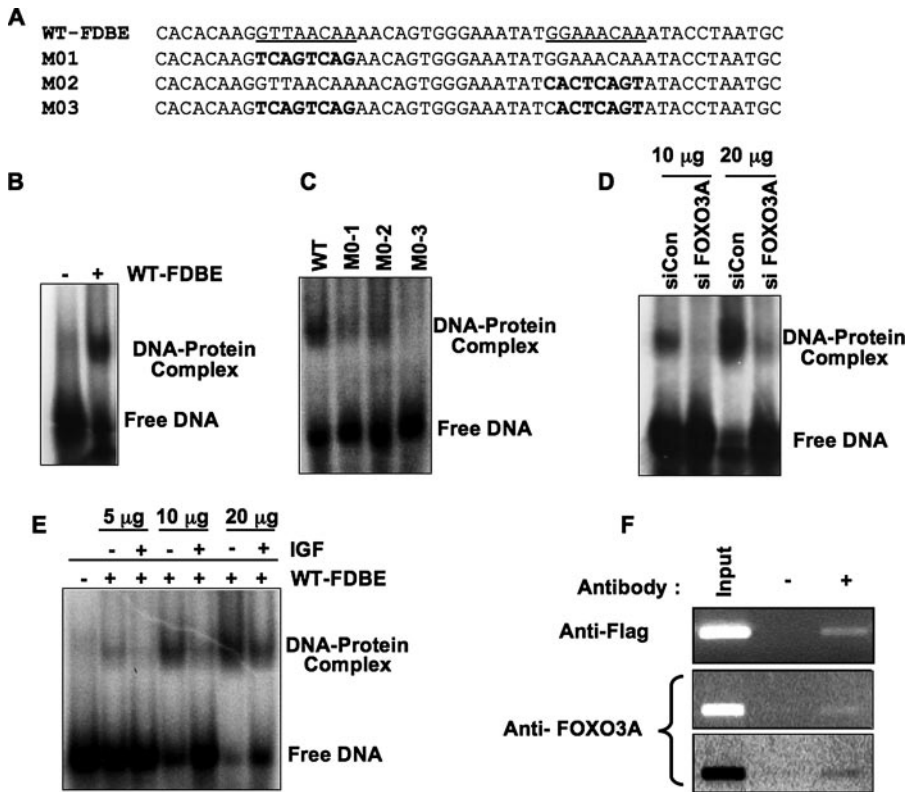 A
WT-FDBE CACACAAGGTTAACAAAACAGTGGGAAATATGGAAACAAATACCTAATGC
M01 CACACAAGTCAGTCAGAACAGTGGGAAATATGGAAACAAATACCTAATGC
M02 CACACAAGGTTAACAAAACAGTGGGAAATATCACTCAGTATACCTAATGC
M03 CACACAAGTCAGTCAGAACAGTGGGAAATATCACTCAGTATACCTAATGC
B
- + WT-FDBE
DNA-Protein
Complex
Free DNA
C
WT M0-1 M0-2 M0-3
DNA-Protein
Complex
Free DNA
D
10 μg 20 μg
siCon si FOXO3A siCon si FOXO3A
DNA-Protein
Complex
Free DNA
E
5 μg 10 μg 20 μg
- + - + - + IGF
- + + + + + + WT-FDBE
DNA-Protein
Complex
Free DNA
F
Antibody : Input - +
Anti-Flag
Anti- FOXO3A